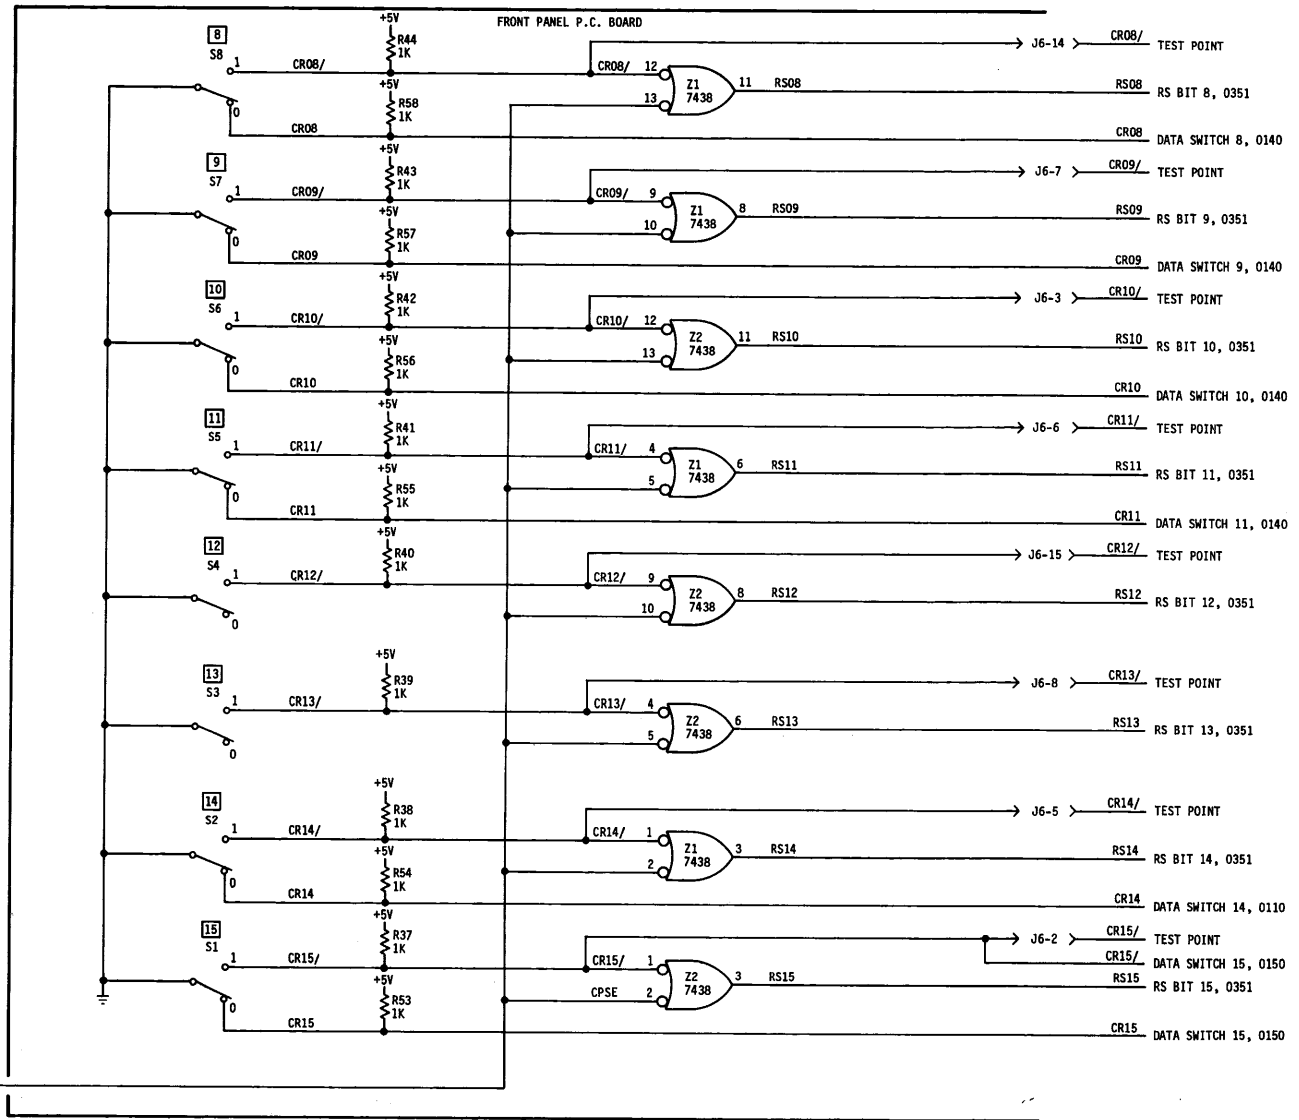 FRONT PANEL P.C. BOARD
8
S8
1
0
CR08/
+5V
R44
1K
+5V
R58
1K
CR08
CR08/
12
13
Z1
7438
11
RS08
J6-14
CR08/
TEST POINT
RS08
RS BIT 8, 0351
CR08
DATA SWITCH 8, 0140
9
S7
1
0
CR09/
+5V
R43
1K
+5V
R57
1K
CR09
CR09/
9
10
Z1
7438
8
RS09
J6-7
CR09/
TEST POINT
RS09
RS BIT 9, 0351
CR09
DATA SWITCH 9, 0140
10
S6
1
0
CR10/
+5V
R42
1K
+5V
R56
1K
CR10
CR10/
12
13
Z2
7438
11
RS10
J6-3
CR10/
TEST POINT
RS10
RS BIT 10, 0351
CR10
DATA SWITCH 10, 0140
11
S5
1
0
CR11/
+5V
R41
1K
+5V
R55
1K
CR11
CR11/
4
5
Z1
7438
6
RS11
J6-6
CR11/
TEST POINT
RS11
RS BIT 11, 0351
CR11
DATA SWITCH 11, 0140
12
S4
1
0
CR12/
+5V
R40
1K
CR12/
9
10
Z2
7438
8
RS12
J6-15
CR12/
TEST POINT
RS12
RS BIT 12, 0351
13
S3
1
0
CR13/
+5V
R39
1K
CR13/
4
5
Z2
7438
6
RS13
J6-8
CR13/
TEST POINT
RS13
RS BIT 13, 0351
14
S2
1
0
CR14/
+5V
R38
1K
+5V
R54
1K
CR14
CR14/
1
2
Z1
7438
3
RS14
J6-5
CR14/
TEST POINT
RS14
RS BIT 14, 0351
CR14
DATA SWITCH 14, 0110
15
S1
1
0
CR15/
+5V
R37
1K
+5V
R53
1K
CR15
CR15/
1
CPSE
2
Z2
7438
3
RS15
J6-2
CR15/
TEST POINT
CR15/
DATA SWITCH 15, 0150
RS15
RS BIT 15, 0351
CR15
DATA SWITCH 15, 0150